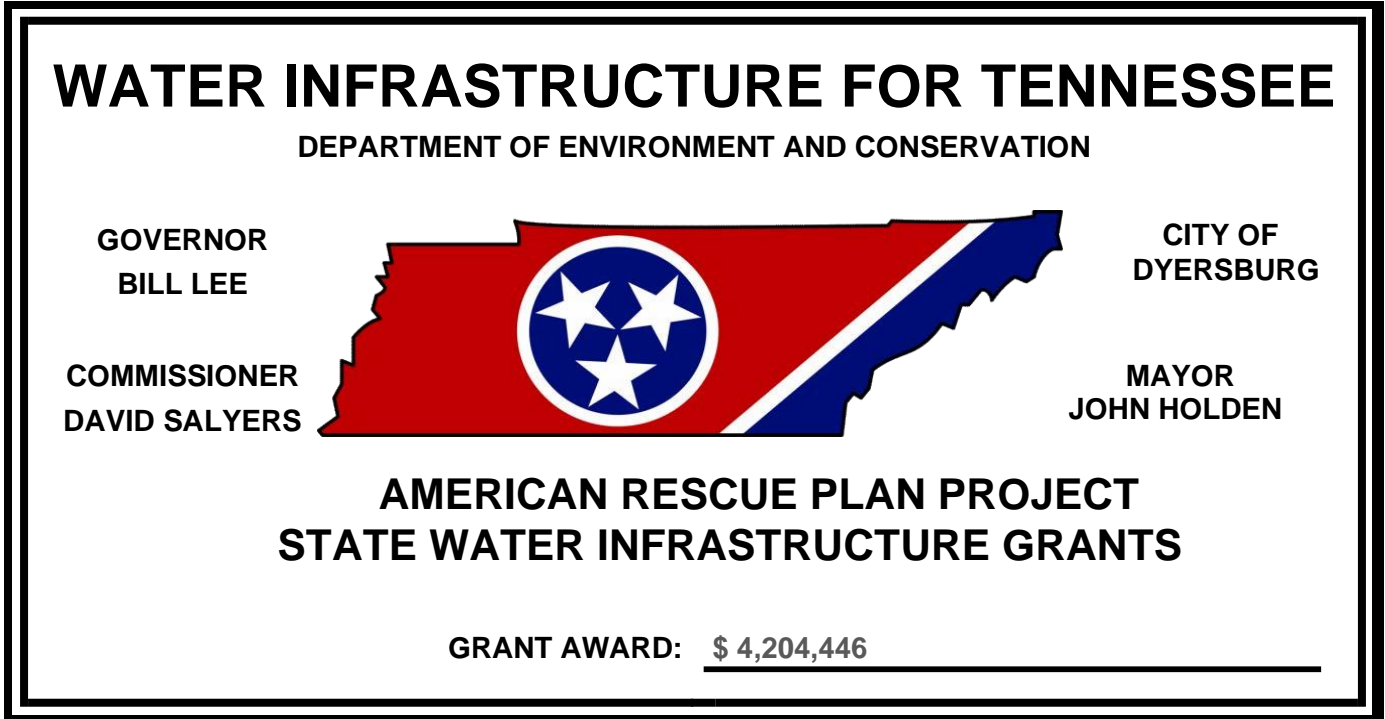 WATER INFRASTRUCTURE FOR TENNESSEE
DEPARTMENT OF ENVIRONMENT AND CONSERVATION
GOVERNOR
BILL LEE
COMMISSIONER
DAVID SALYERS
CITY OF
DYERSBURG
MAYOR
JOHN HOLDEN
AMERICAN RESCUE PLAN PROJECT
STATE WATER INFRASTRUCTURE GRANTS
GRANT AWARD: $ 4,204,446